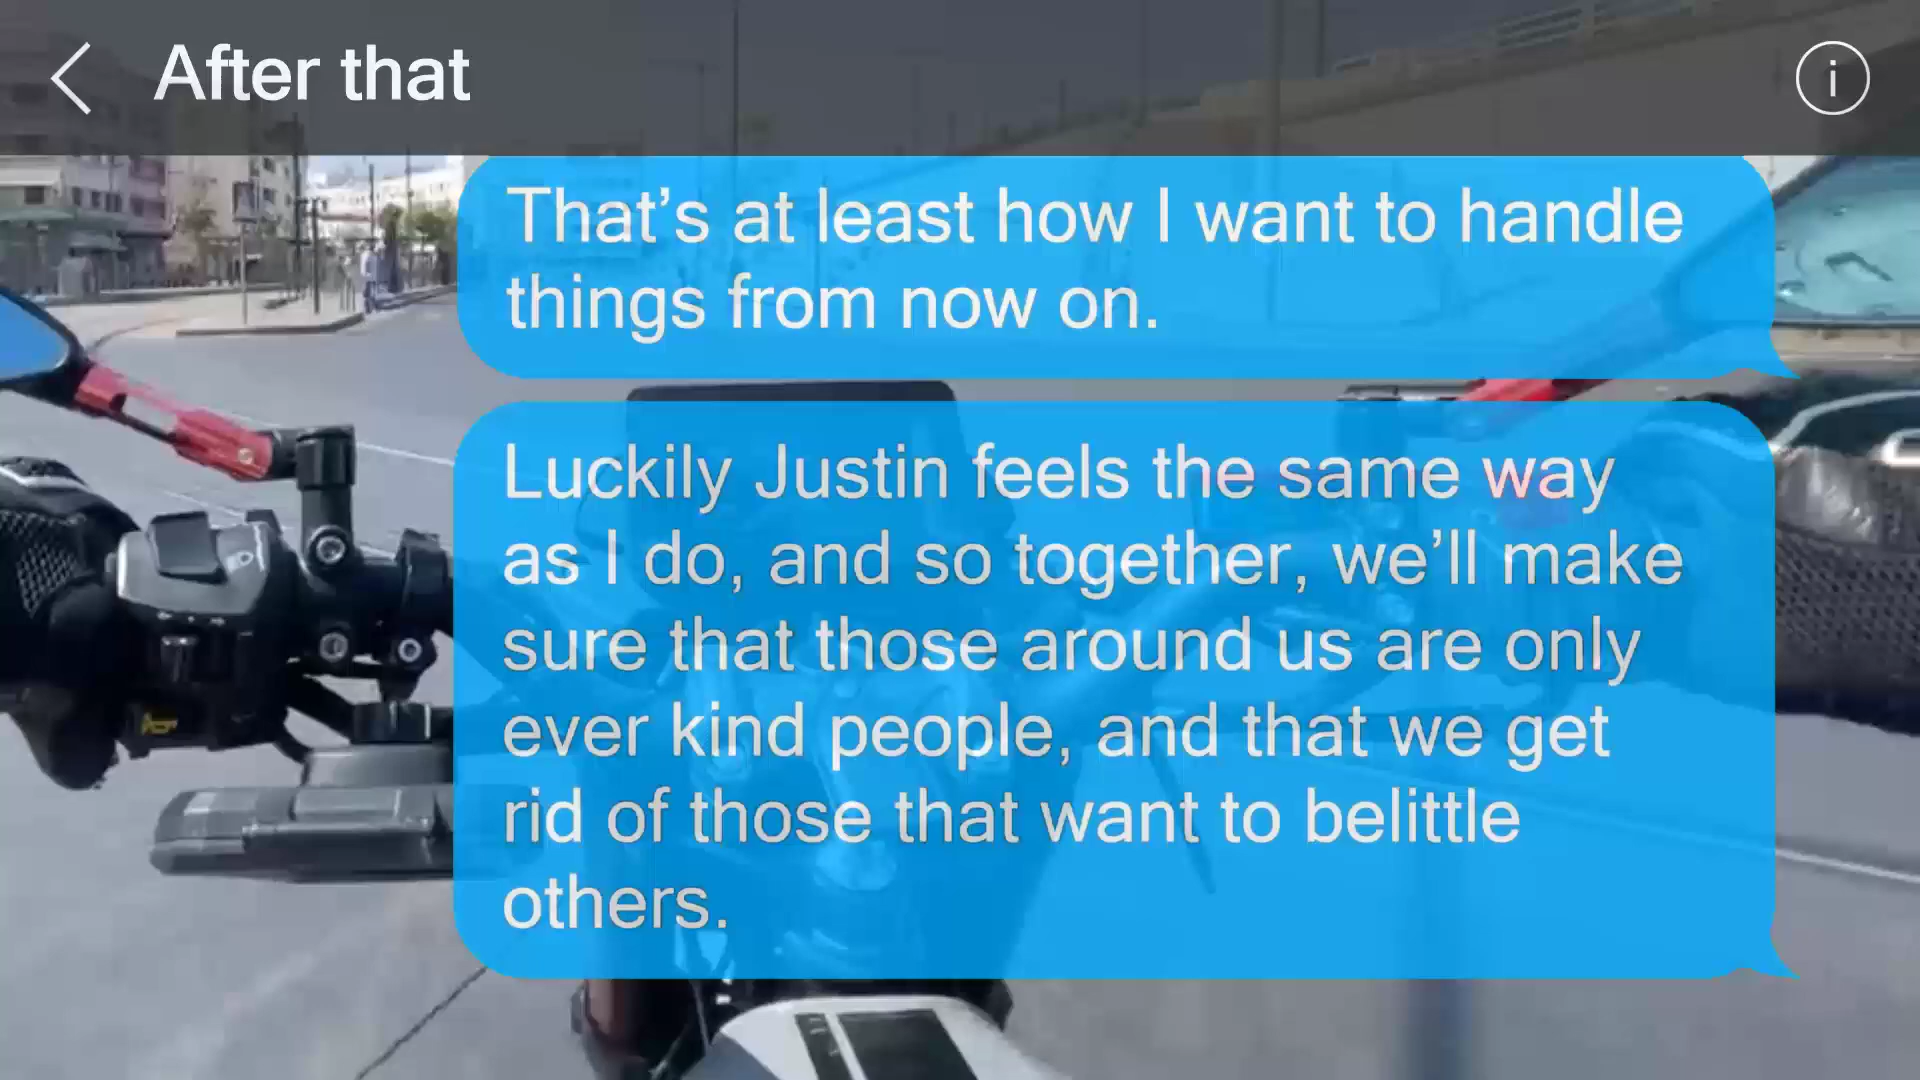 After that
That’s at least how I want to handle
things from now on.
Luckily Justin feels the same way
as I do, and so together, we’ll make
sure that those around us are only
ever kind people, and that we get
rid of those that want to belittle
others.